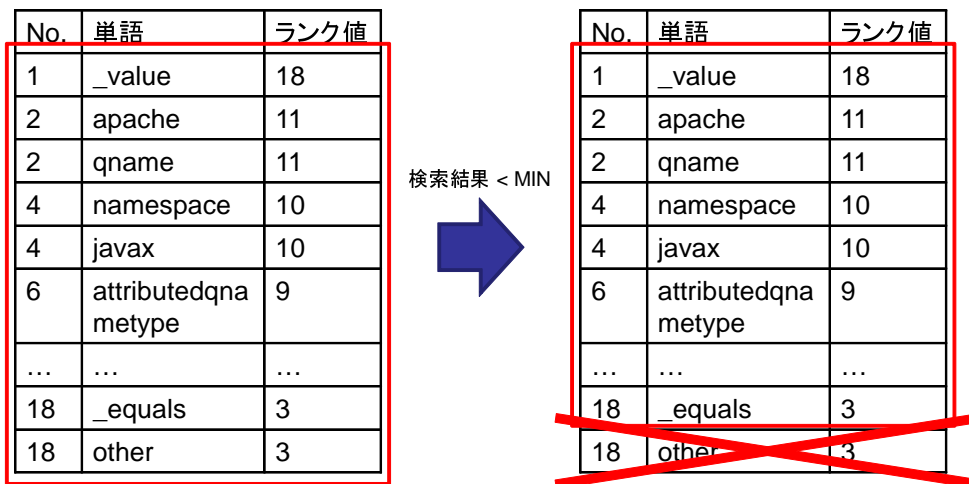 No. 単語 ランク値
1 _value 18
2 apache 11
2 qname 11
4 namespace 10
4 javax 10
6 attributedqna 9
metype
… … …
18 _equals 3
18 other 3
検索結果 < MIN
No. 単語 ランク値
1 _value 18
2 apache 11
2 qname 11
4 namespace 10
4 javax 10
6 attributedqna 9
metype
… … …
18 _equals 3
18 other 3